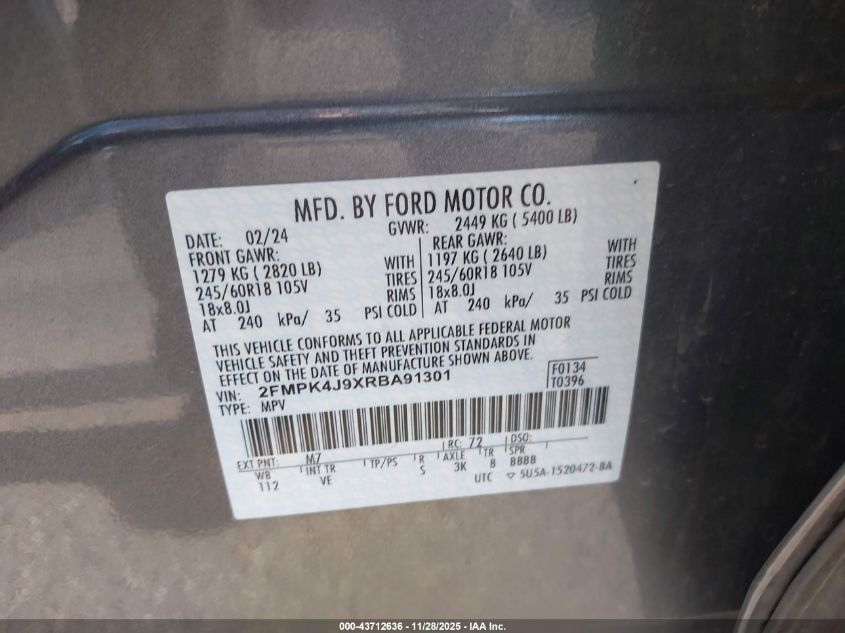 MFD. BY FORD MOTOR CO.
DATE: 02/24 GVWR: 2449 KG ( 5400 LB)
FRONT GAWR: REAR GAWR:
1279 KG ( 2820 LB) WITH 1197 KG ( 2640 LB) WITH
245/60R18 105V TIRES 245/60R18 105V TIRES
18x8.0J RIMS 18x8.0J RIMS
AT 240 kPa/ 35 PSI COLD AT 240 kPa/ 35 PSI COLD
THIS VEHICLE CONFORMS TO ALL APPLICABLE FEDERAL MOTOR
VEHICLE SAFETY AND THEFT PREVENTION STANDARDS IN
EFFECT ON THE DATE OF MANUFACTURE SHOWN ABOVE.
VIN: 2FMPK4J9XRBA91301 F0134
TYPE: MPV T0396
EXT PNT: M7 RC: 72 DSO:
WB INT TR TP/PS R AXLE TR SPR
112 VE S 3K 8 BBBB
UTC ▽ 5U5A-1520472-BA
000-43712636 - 11/28/2025 - IAA Inc.